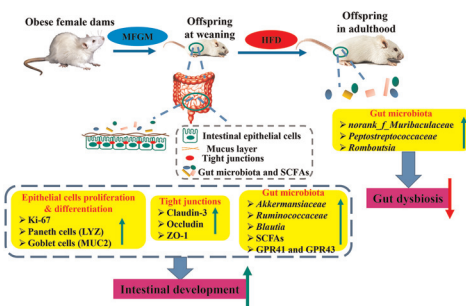 Obese female dams
MFGM
Offspring
at weaning
HFD
Offspring
in adulthood
Intestinal epithelial cells
Mucus layer
Tight junctions
Gut microbiota and SCFAs
Gut microbiota
norank_f_Muribaculaceae
Peptostreptococcaceae
Romboutsia
Gut dysbiosis
Epithelial cells proliferation
& differentiation
Ki-67
Paneth cells (LYZ)
Goblet cells (MUC2)
Tight junctions
Claudin-3
Occludin
ZO-1
Gut microbiota
Akkermansiaceae
Ruminococcaceae
Blautia
SCFAs
GPR41 and GPR43
Intestinal development